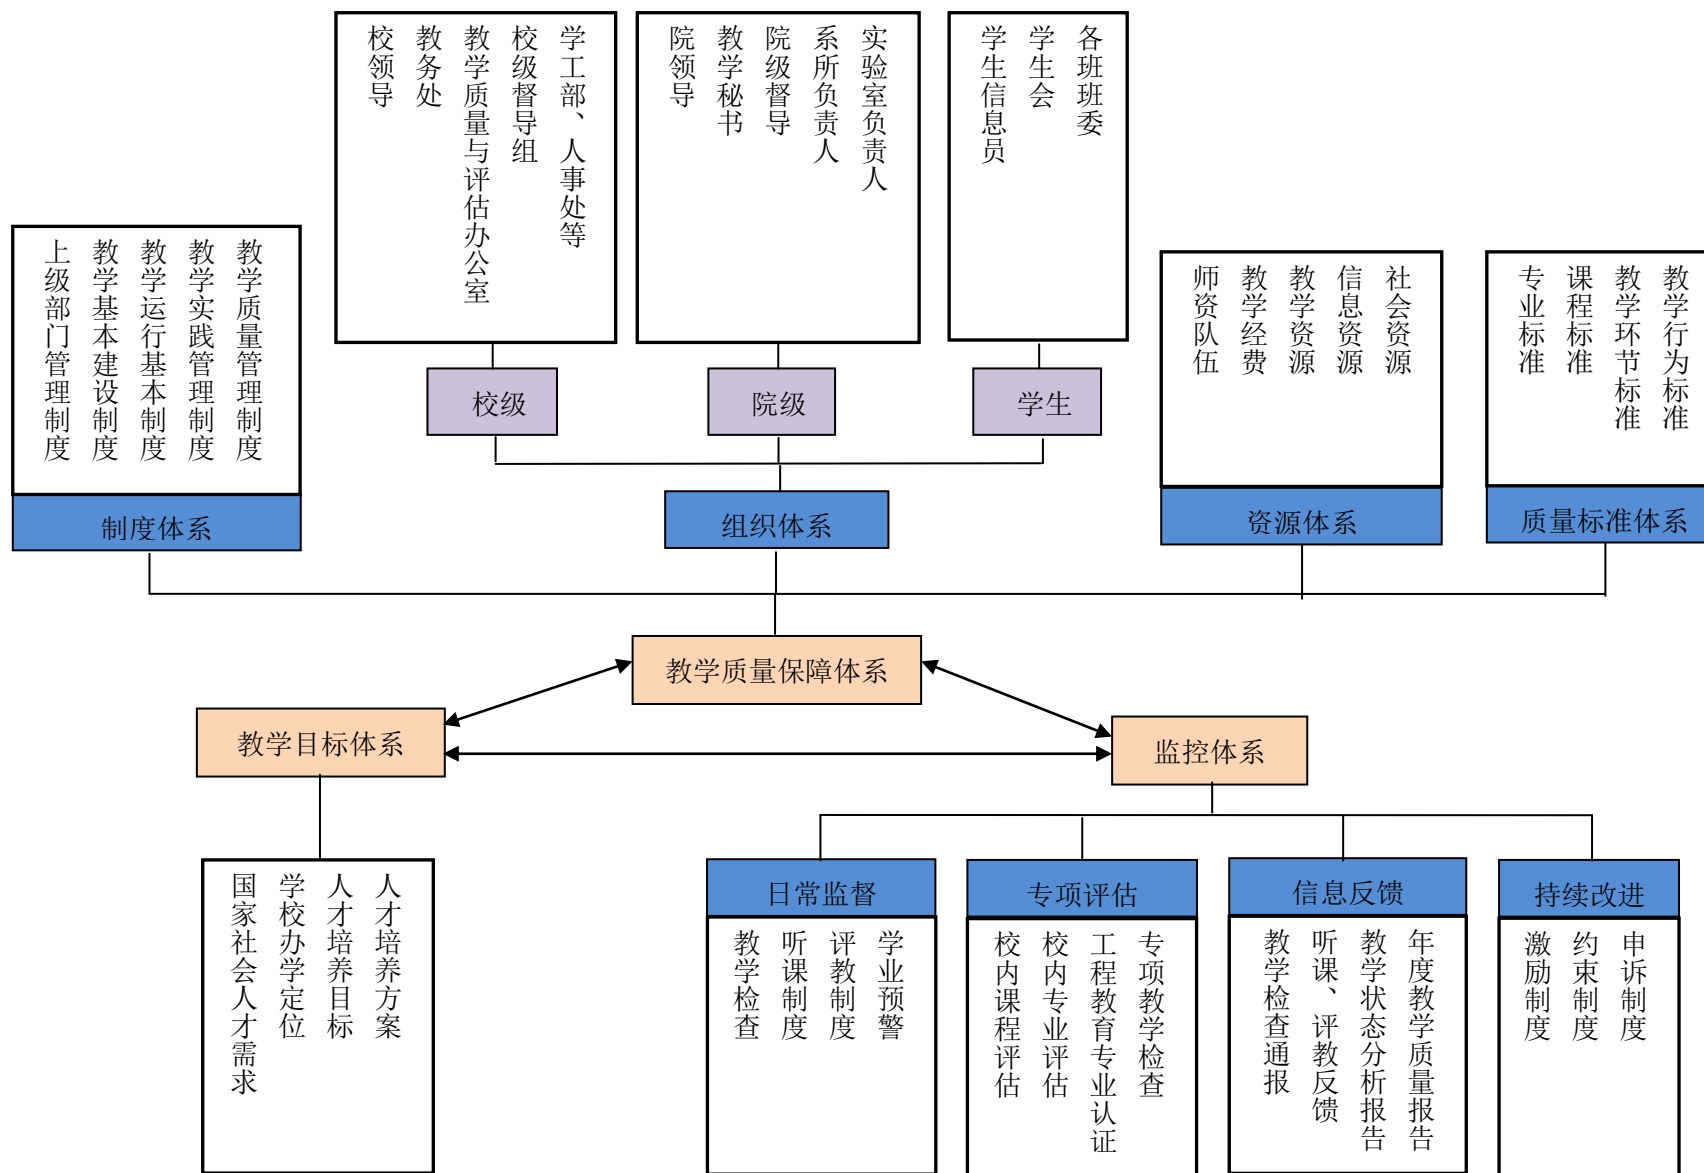 校领导
教务处
教学质量与评估办公室
校级督导组
学工部、人事处等
院领导
教学秘书
院级督导
系所负责人
实验室负责人
学生信息员
学生会
各班班委
上级部门管理制度
教学基本建设制度
教学运行基本制度
教学实践管理制度
教学质量管理制度
师资队伍
教学经费
教学资源
信息资源
社会资源
专业标准
课程标准
教学环节标准
教学行为标准
校级
院级
学生
制度体系
组织体系
资源体系
质量标准体系
教学质量保障体系
教学目标体系
监控体系
国家社会人才需求
学校办学定位
人才培养目标
人才培养方案
日常监督
专项评估
信息反馈
持续改进
教学检查
听课制度
评教制度
学业预警
校内课程评估
校内专业评估
工程教育专业认证
专项教学检查
教学检查通报
听课、评教反馈
教学状态分析报告
年度教学质量报告
激励制度
约束制度
申诉制度